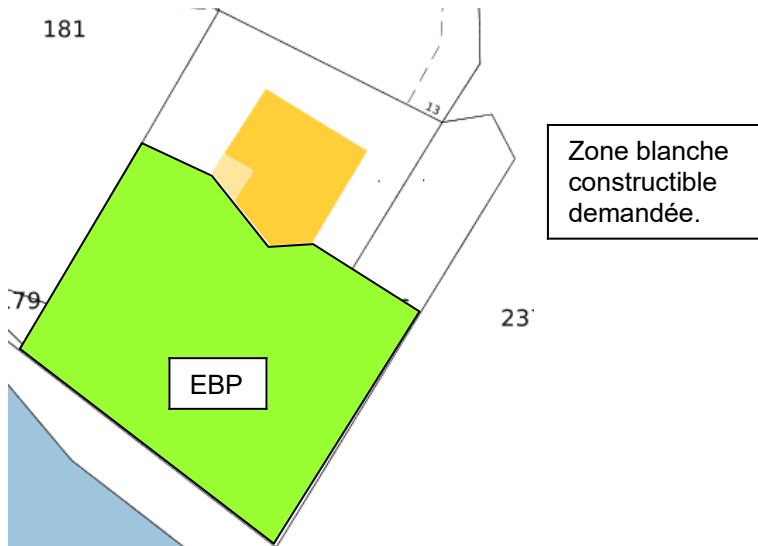 181
13
Zone blanche
constructible
demandée.
79
23
EBP